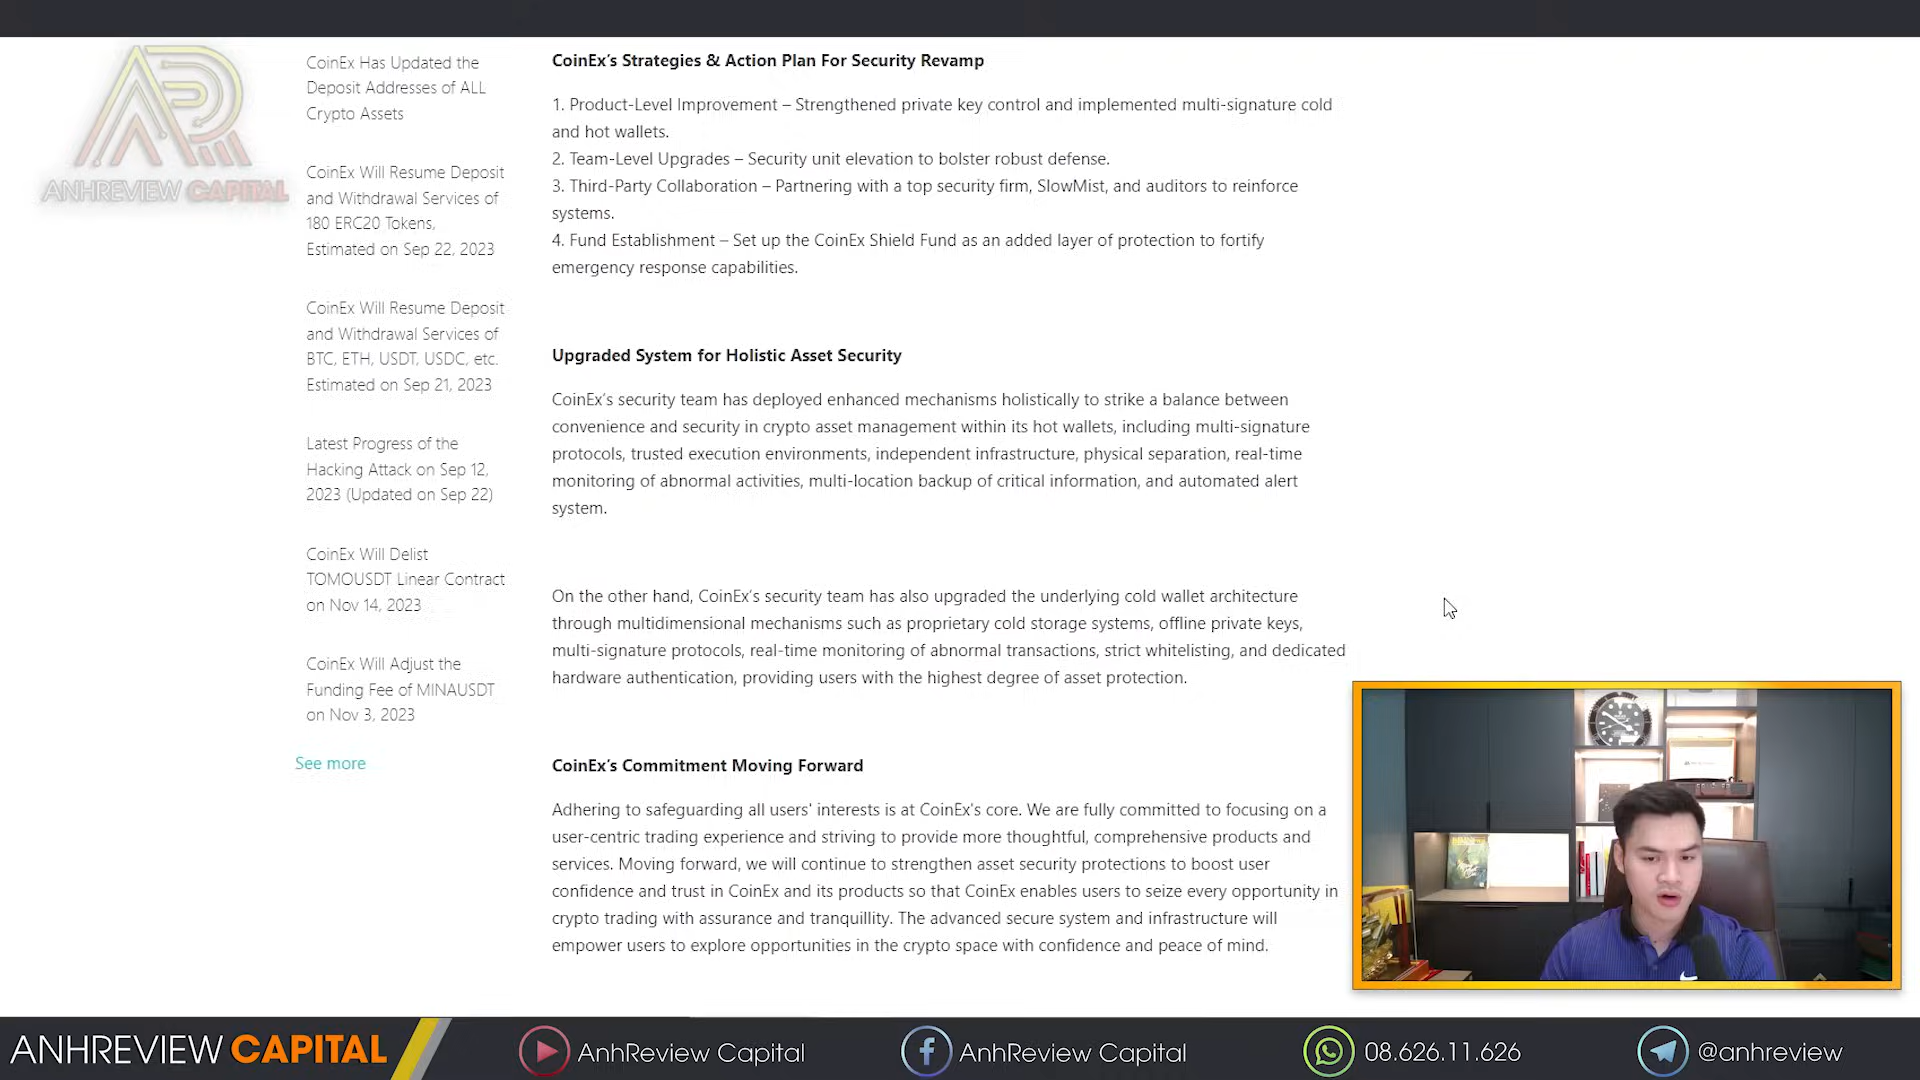 ANHREVIEW CAPITAL
CoinEx Has Updated the
Deposit Addresses of ALL
Crypto Assets
CoinEx Will Resume Deposit
and Withdrawal Services of
180 ERC20 Tokens,
Estimated on Sep 22, 2023
CoinEx Will Resume Deposit
and Withdrawal Services of
BTC, ETH, USDT, USDC, etc.
Estimated on Sep 21, 2023
Latest Progress of the
Hacking Attack on Sep 12,
2023 (Updated on Sep 22)
CoinEx Will Delist
TOMOUSDT Linear Contract
on Nov 14, 2023
CoinEx Will Adjust the
Funding Fee of MINAUSDT
on Nov 3, 2023
See more
CoinEx's Strategies & Action Plan For Security Revamp
1. Product-Level Improvement – Strengthened private key control and implemented multi-signature cold
and hot wallets.
2. Team-Level Upgrades – Security unit elevation to bolster robust defense.
3. Third-Party Collaboration – Partnering with a top security firm, SlowMist, and auditors to reinforce
systems.
4. Fund Establishment – Set up the CoinEx Shield Fund as an added layer of protection to fortify
emergency response capabilities.
Upgraded System for Holistic Asset Security
CoinEx's security team has deployed enhanced mechanisms holistically to strike a balance between
convenience and security in crypto asset management within its hot wallets, including multi-signature
protocols, trusted execution environments, independent infrastructure, physical separation, real-time
monitoring of abnormal activities, multi-location backup of critical information, and automated alert
system.
On the other hand, CoinEx's security team has also upgraded the underlying cold wallet architecture
through multidimensional mechanisms such as proprietary cold storage systems, offline private keys,
multi-signature protocols, real-time monitoring of abnormal transactions, strict whitelisting, and dedicated
hardware authentication, providing users with the highest degree of asset protection.
CoinEx's Commitment Moving Forward
Adhering to safeguarding all users' interests is at CoinEx's core. We are fully committed to focusing on a
user-centric trading experience and striving to provide more thoughtful, comprehensive products and
services. Moving forward, we will continue to strengthen asset security protections to boost user
confidence and trust in CoinEx and its products so that CoinEx enables users to seize every opportunity in
crypto trading with assurance and tranquillity. The advanced secure system and infrastructure will
empower users to explore opportunities in the crypto space with confidence and peace of mind.
ANHREVIEW CAPITAL
AnhReview Capital
AnhReview Capital
08.626.11.626
@anhreview